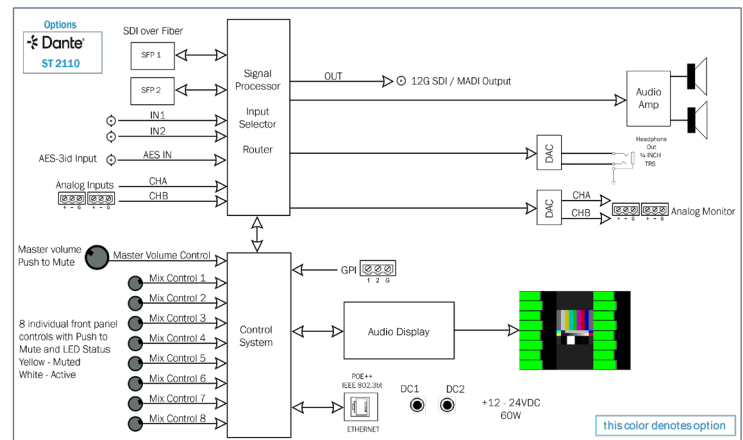 Options
Dante®
ST 2110
SDI over Fiber
SFP 1
SFP 2
IN1
IN2
AES-3id Input
AES IN
Analog Inputs
CHA
CHB
+ - G + - G
Signal
Processor
Input
Selector
Router
OUT
12G SDI / MADI Output
Audio
Amp
DAC
Headphone
Out
¼ INCH
TRS
DAC
CHA
CHB
+ - G + - G
Analog Monitor
Master volume
Push to Mute
Master Volume Control
Mix Control 1
Mix Control 2
Mix Control 3
Mix Control 4
Mix Control 5
Mix Control 6
Mix Control 7
Mix Control 8
8 individual front panel
controls with Push to
Mute and LED Status
Yellow - Muted
White - Active
Control
System
GPI
1 2 G
Audio Display
POE++
IEEE 802.3bt
ETHERNET
DC1
DC2
+12 - 24VDC
60W
this color denotes option